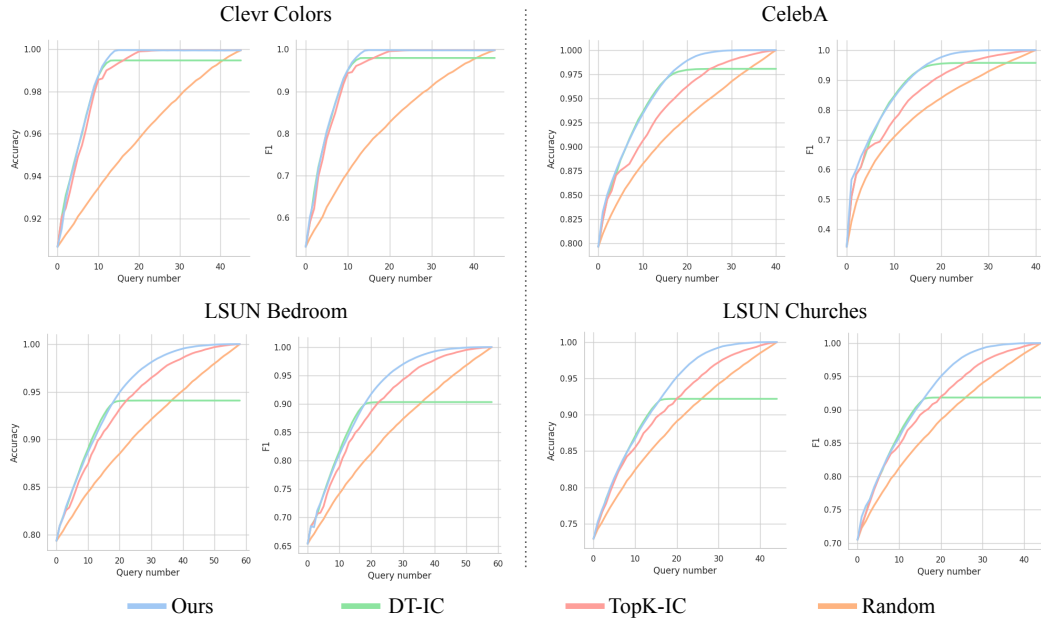 Clevr Colors
CelebA
1.00
0.98
0.96
0.94
0.92
Accuracy
0 10 20 30 40
Query number
1.0
0.9
0.8
0.7
0.6
F1
0 10 20 30 40
Query number
1.000
0.975
0.950
0.925
0.900
0.875
0.850
0.825
0.800
Accuracy
0 10 20 30 40
Query number
1.0
0.9
0.8
0.7
0.6
0.5
0.4
F1
0 10 20 30 40
Query number
LSUN Bedroom
LSUN Churches
1.00
0.95
0.90
0.85
0.80
Accuracy
0 10 20 30 40 50 60
Query number
1.00
0.95
0.90
0.85
0.80
0.75
0.70
0.65
F1
0 10 20 30 40 50 60
Query number
1.00
0.95
0.90
0.85
0.80
0.75
Accuracy
0 10 20 30 40
Query number
1.00
0.95
0.90
0.85
0.80
0.75
0.70
F1
0 10 20 30 40
Query number
Ours DT-IC TopK-IC Random